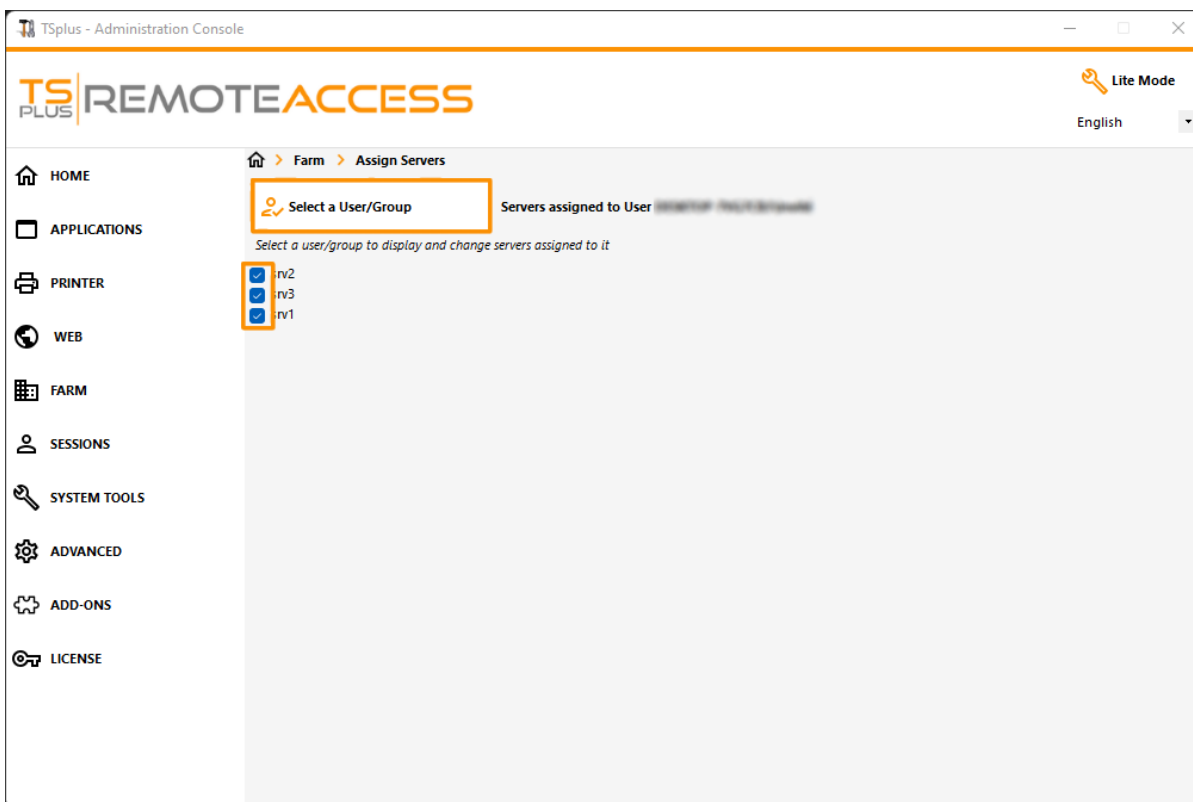 TSplus - Administration Console
TS PLUS REMOTEACCESS
Lite Mode
English
HOME
APPLICATIONS
PRINTER
WEB
FARM
SESSIONS
SYSTEM TOOLS
ADVANCED
ADD-ONS
LICENSE
Farm Assign Servers
Select a User/Group Servers assigned to User
Select a user/group to display and change servers assigned to it
srv2
srv3
srv1